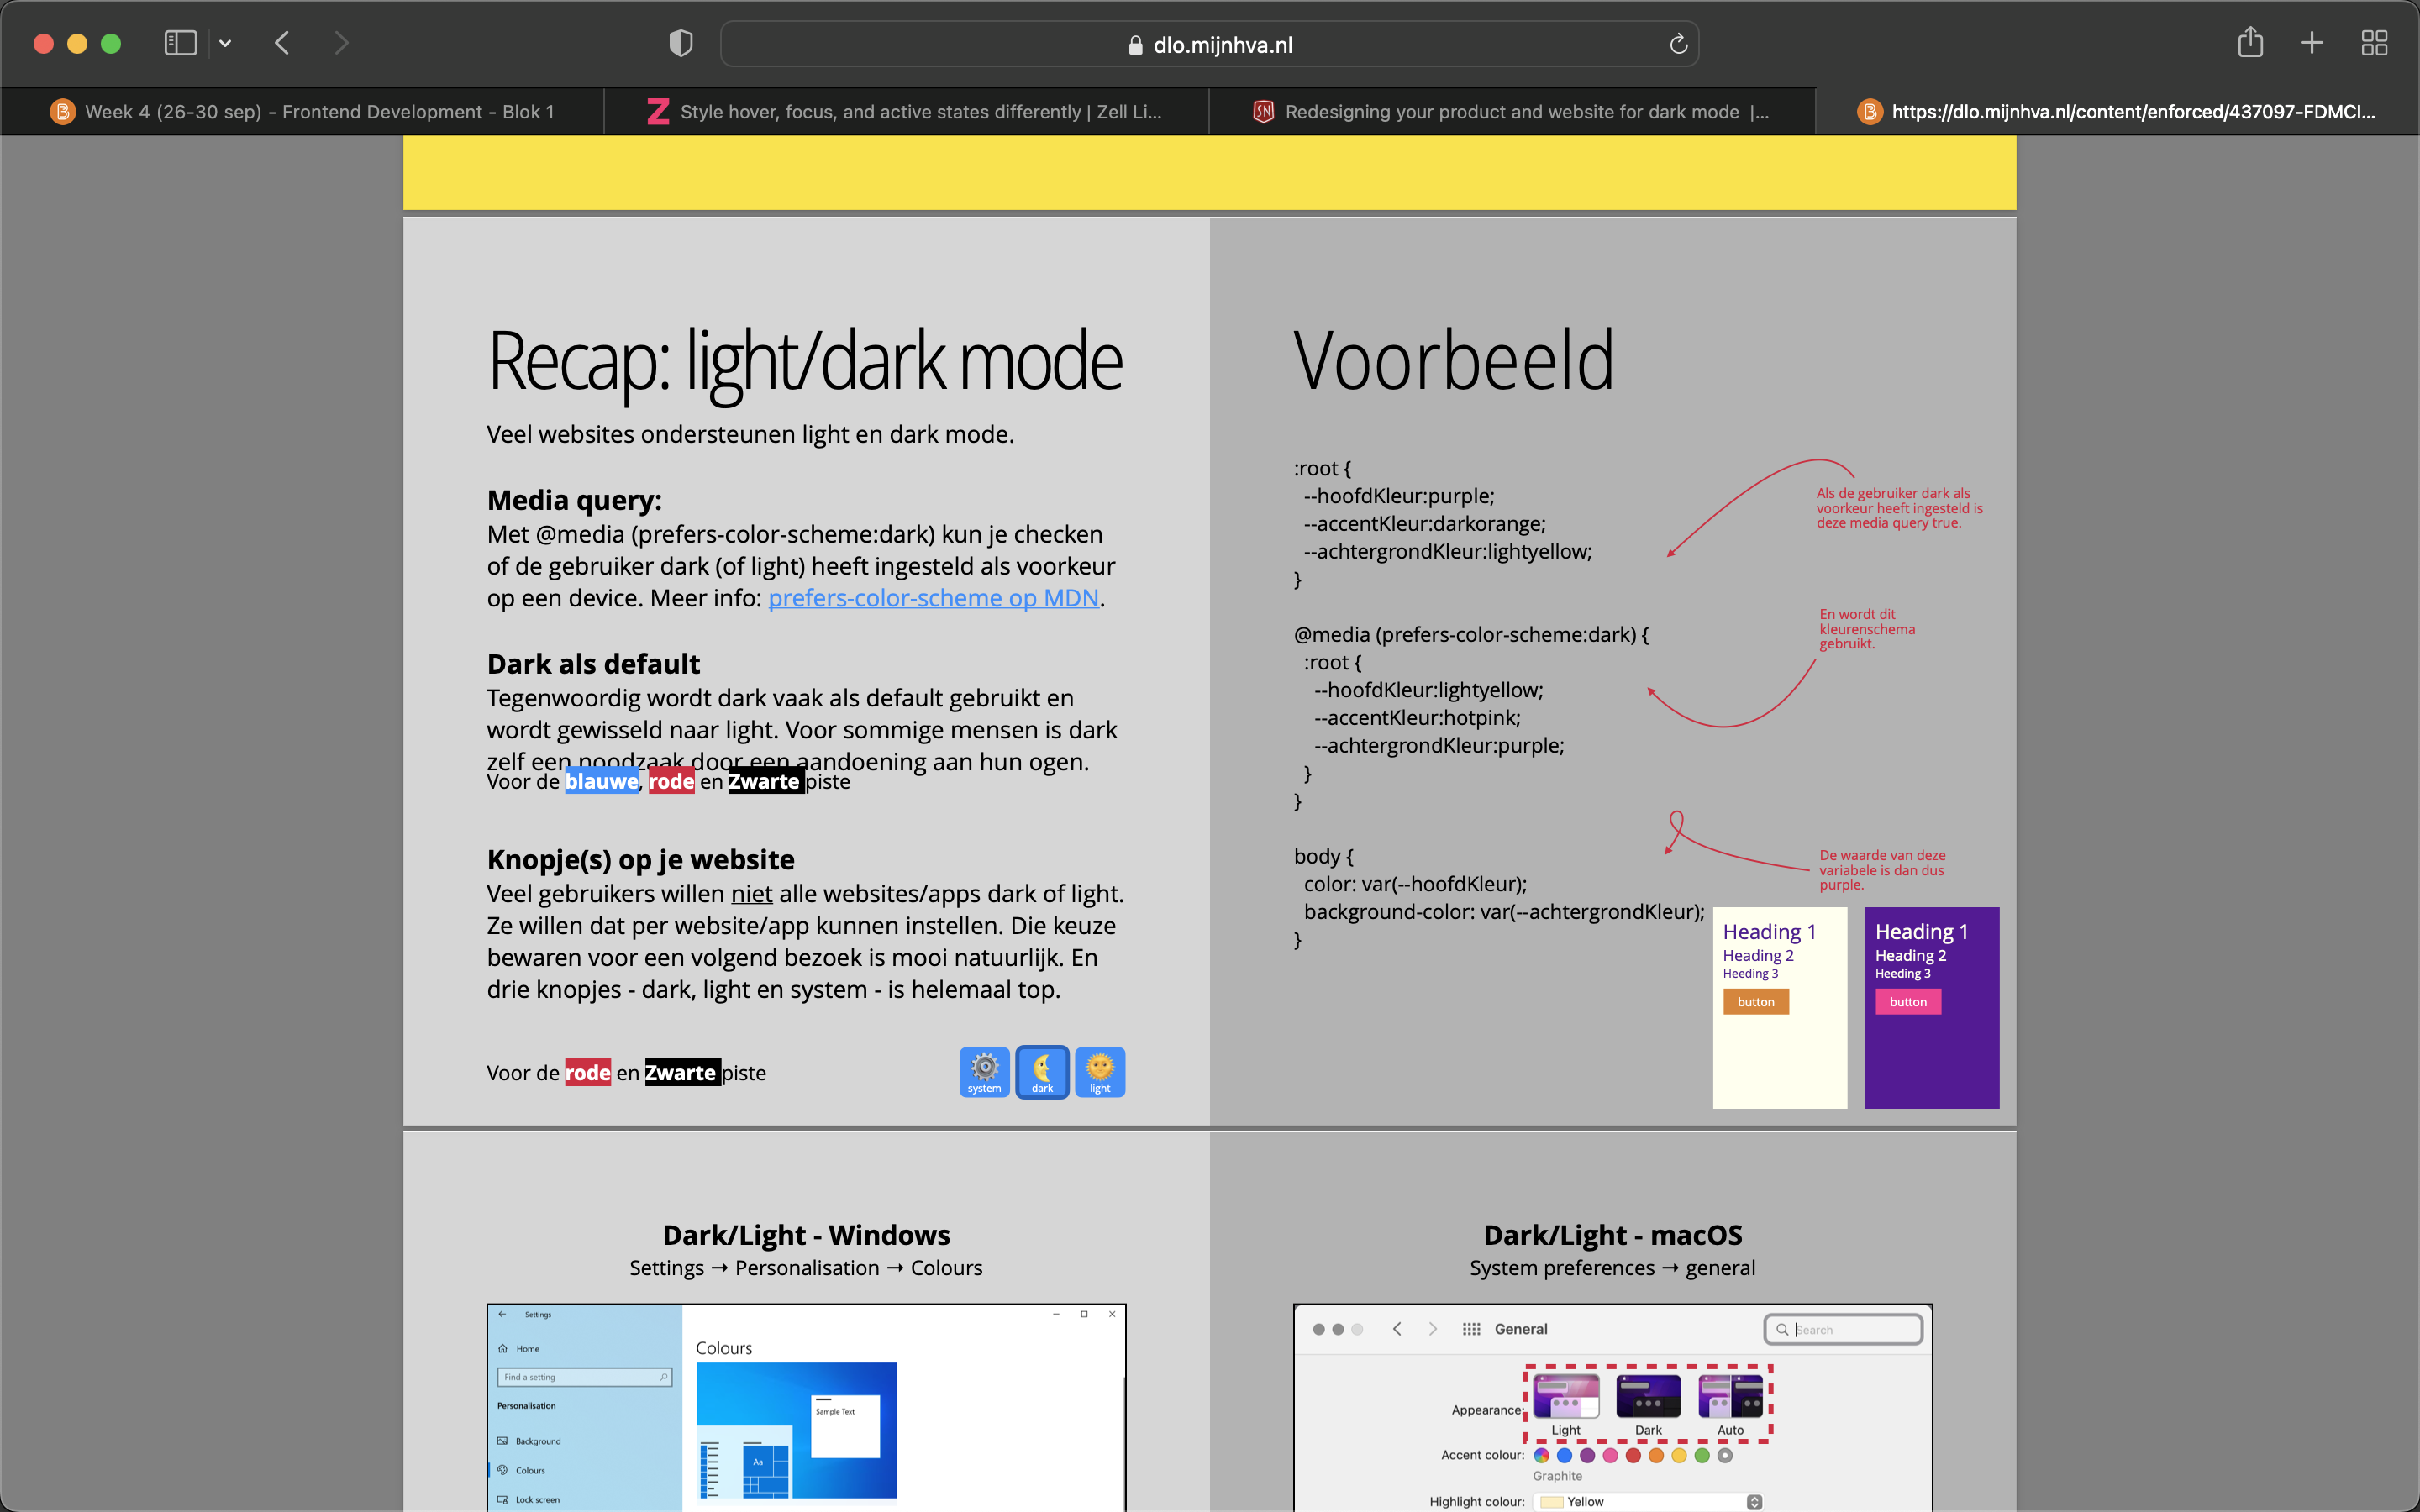 dlo.mijnhva.nl
Week 4 (26-30 sep) - Frontend Development - Blok 1
Style hover, focus, and active states differently | Zell Li...
Redesigning your product and website for dark mode |...
https://dlo.mijnhva.nl/content/enforced/437097-FDMCI...
Recap: light/dark mode
Veel websites ondersteunen light en dark mode.
Media query:
Met @media (prefers-color-scheme:dark) kun je checken
of de gebruiker dark (of light) heeft ingesteld als voorkeur
op een device. Meer info: prefers-color-scheme op MDN.
Dark als default
Tegenwoordig wordt dark vaak als default gebruikt en
wordt gewisseld naar light. Voor sommige mensen is dark
zelf een noodzaak door een aandoening aan hun ogen.
Voor de blauwe, rode en Zwarte piste
Knopje(s) op je website
Veel gebruikers willen niet alle websites/apps dark of light.
Ze willen dat per website/app kunnen instellen. Die keuze
bewaren voor een volgend bezoek is mooi natuurlijk. En
drie knopjes - dark, light en system - is helemaal top.
Voor de rode en Zwarte piste
system
dark
light
Voorbeeld
:root {
--hoofdKleur:purple;
--accentKleur:darkorange;
--achtergrondKleur:lightyellow;
}
@media (prefers-color-scheme:dark) {
:root {
--hoofdKleur:lightyellow;
--accentKleur:hotpink;
--achtergrondKleur:purple;
}
}
body {
color: var(--hoofdKleur);
background-color: var(--achtergrondKleur);
}
Als de gebruiker dark als
voorkeur heeft ingesteld is
deze media query true.
En wordt dit
kleurenschema
gebruikt.
De waarde van deze
variabele is dan dus
purple.
Heading 1
Heading 2
Heeding 3
button
Heading 1
Heading 2
Heeding 3
button
Dark/Light - Windows
Settings → Personalisation → Colours
Settings
Home
Find a setting
Personalisation
Background
Colours
Lock screen
Colours
Sample Text
Aa
Dark/Light - macOS
System preferences → general
General
Search
Appearance:
Light
Dark
Auto
Accent colour:
Graphite
Highlight colour:
Yellow